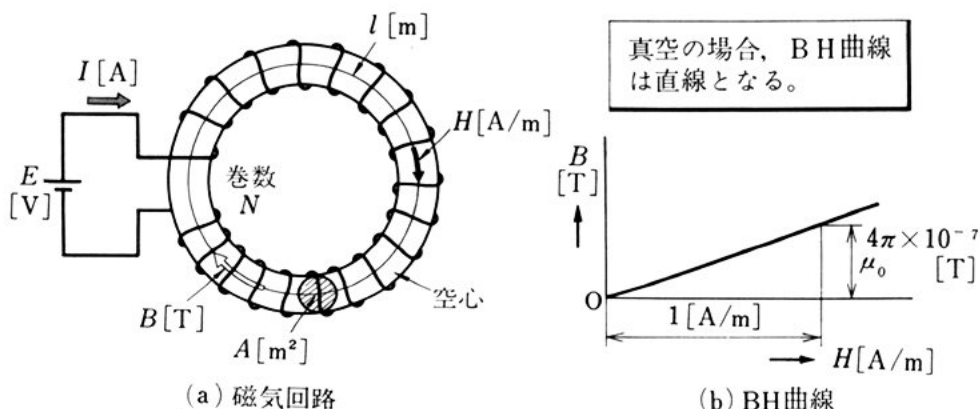 l [m]
I [A]
H[A/m]
E
[V]
巻数
N
空心
B[T]
A[m²]
(a) 磁気回路
真空の場合, BH曲線
は直線となる。
B
[T]
4π×10⁻⁷
μ₀
[T]
O
1[A/m]
H[A/m]
(b) BH曲線